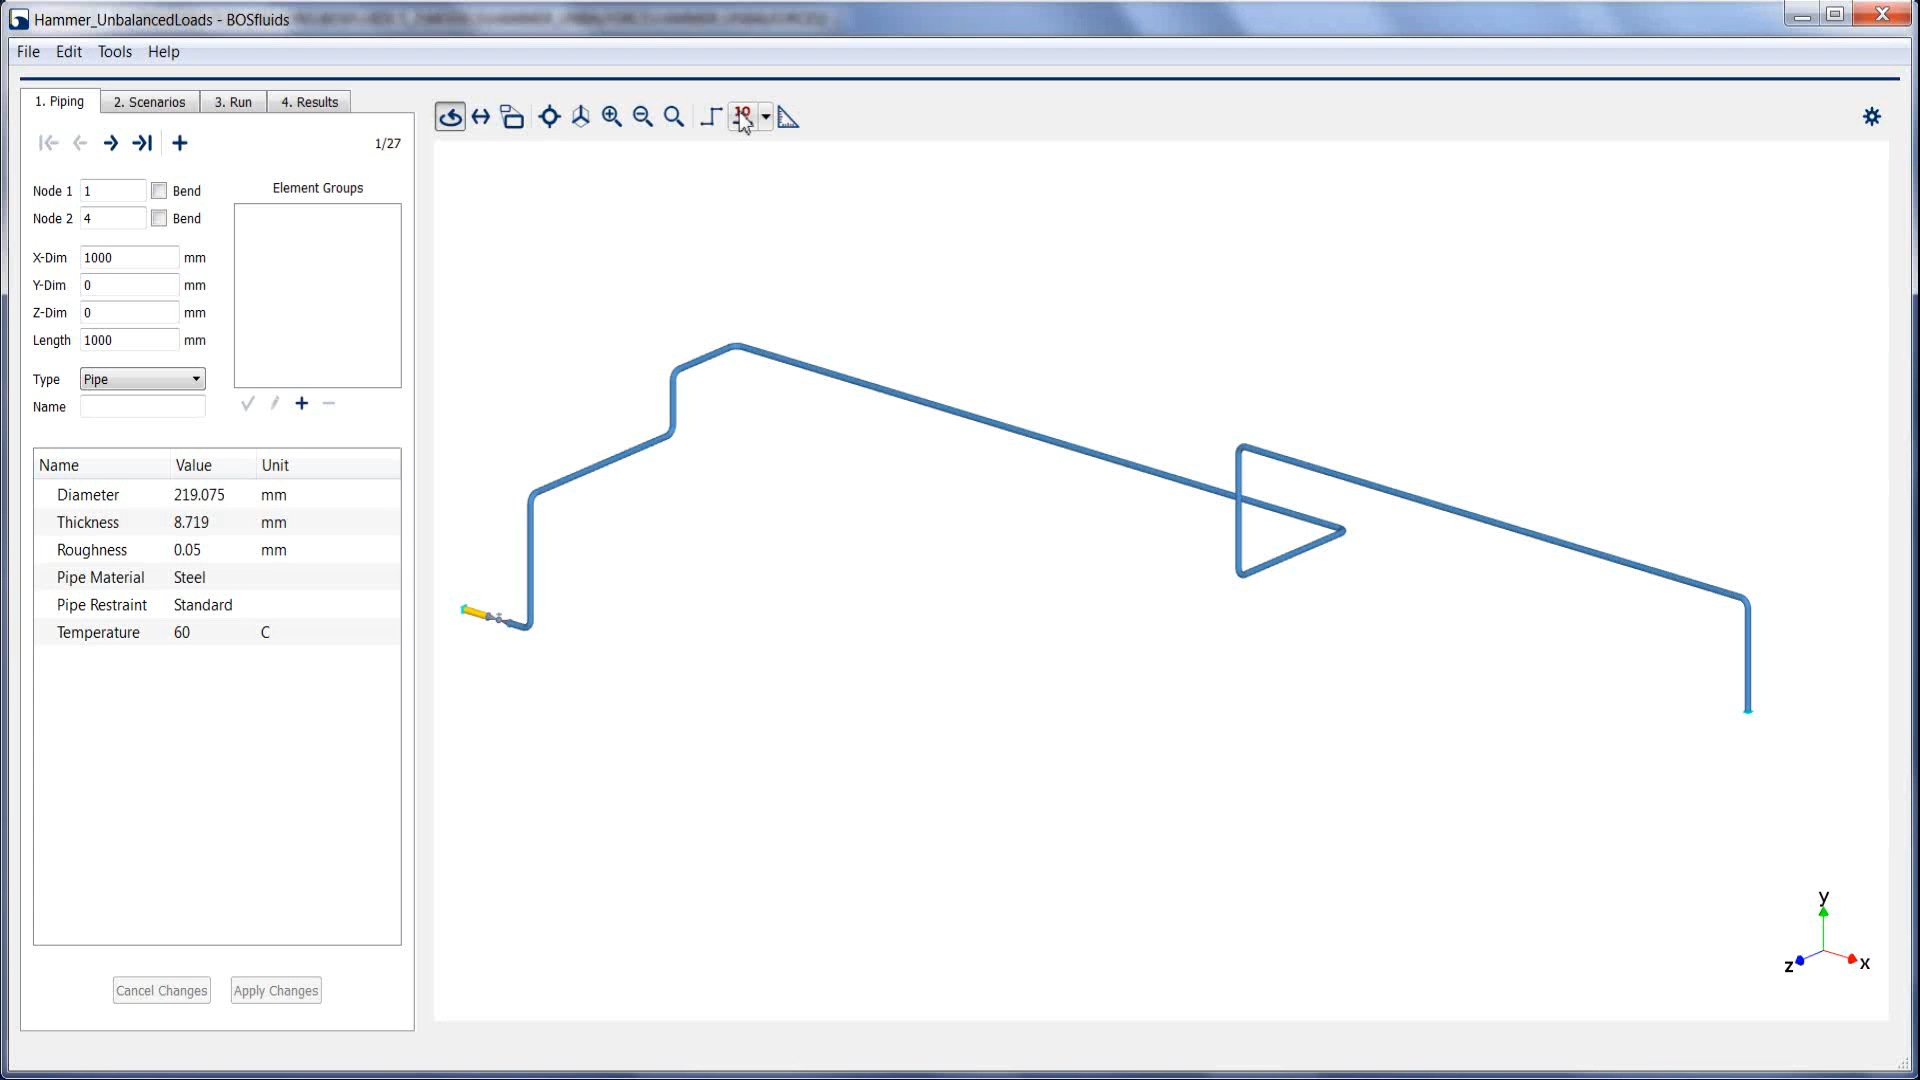 Hammer_UnbalancedLoads - BOSfluids
File Edit Tools Help
1. Piping 2. Scenarios 3. Run 4. Results
1/27
Node 1 1 Bend
Node 2 4 Bend
Element Groups
X-Dim 1000 mm
Y-Dim 0 mm
Z-Dim 0 mm
Length 1000 mm
Type Pipe
Name
Name Value Unit
Diameter 219.075 mm
Thickness 8.719 mm
Roughness 0.05 mm
Pipe Material Steel
Pipe Restraint Standard
Temperature 60 C
Cancel Changes Apply Changes
10
y
z x